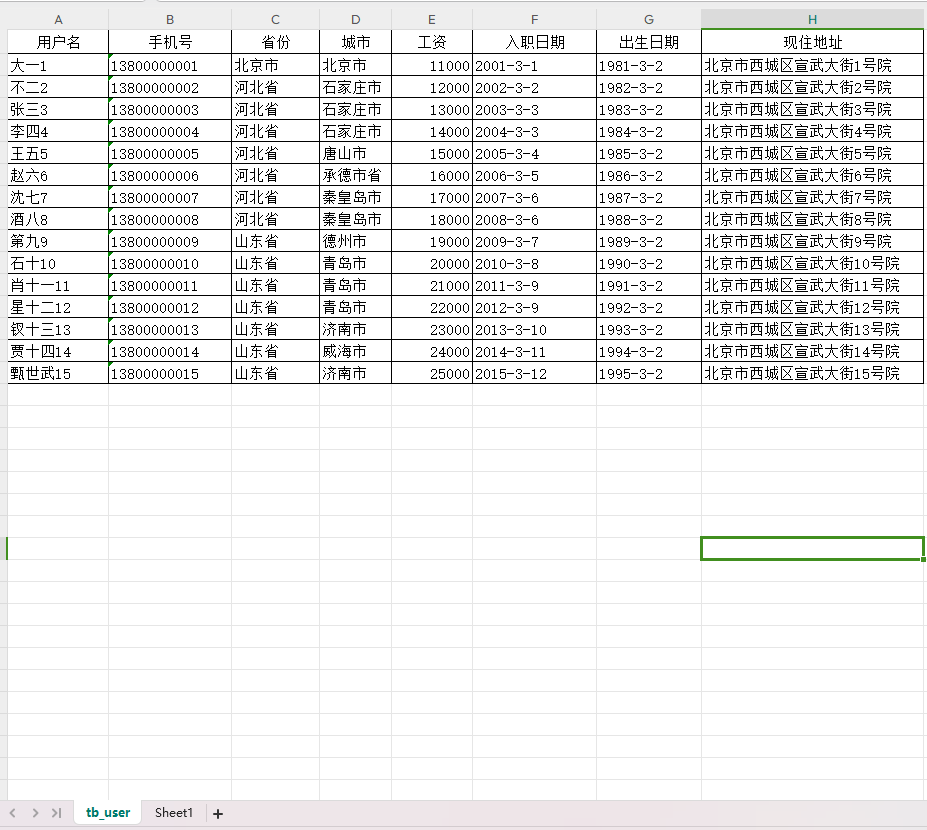 A B C D E F G H
用户名 手机号 省份 城市 工资 入职日期 出生日期 现住地址
大一1 13800000001 北京市 北京市 11000 2001-3-1 1981-3-2 北京市西城区宣武大街1号院
不二2 13800000002 河北省 石家庄市 12000 2002-3-2 1982-3-2 北京市西城区宣武大街2号院
张三3 13800000003 河北省 石家庄市 13000 2003-3-3 1983-3-2 北京市西城区宣武大街3号院
李四4 13800000004 河北省 石家庄市 14000 2004-3-3 1984-3-2 北京市西城区宣武大街4号院
王五5 13800000005 河北省 唐山市 15000 2005-3-4 1985-3-2 北京市西城区宣武大街5号院
赵六6 13800000006 河北省 承德市省 16000 2006-3-5 1986-3-2 北京市西城区宣武大街6号院
沈七7 13800000007 河北省 秦皇岛市 17000 2007-3-6 1987-3-2 北京市西城区宣武大街7号院
酒八8 13800000008 河北省 秦皇岛市 18000 2008-3-6 1988-3-2 北京市西城区宣武大街8号院
第九9 13800000009 山东省 德州市 19000 2009-3-7 1989-3-2 北京市西城区宣武大街9号院
石十10 13800000010 山东省 青岛市 20000 2010-3-8 1990-3-2 北京市西城区宣武大街10号院
肖十一11 13800000011 山东省 青岛市 21000 2011-3-9 1991-3-2 北京市西城区宣武大街11号院
星十二12 13800000012 山东省 青岛市 22000 2012-3-9 1992-3-2 北京市西城区宣武大街12号院
钗十三13 13800000013 山东省 济南市 23000 2013-3-10 1993-3-2 北京市西城区宣武大街13号院
贾十四14 13800000014 山东省 威海市 24000 2014-3-11 1994-3-2 北京市西城区宣武大街14号院
甄世武15 13800000015 山东省 济南市 25000 2015-3-12 1995-3-2 北京市西城区宣武大街15号院
tb_user Sheet1 +